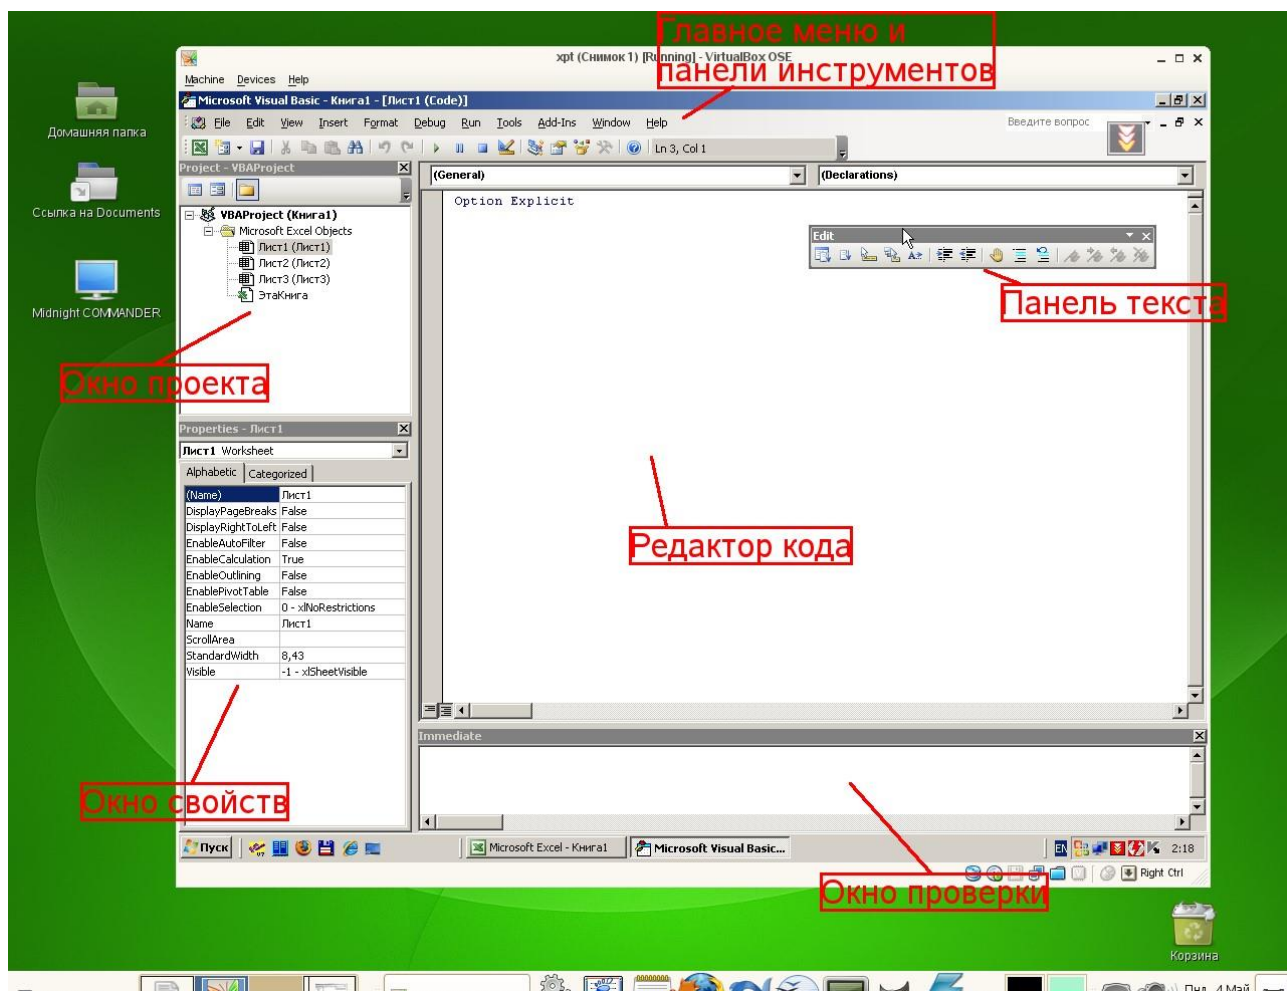 Главное меню и
панели инструментов
xpt (Снимок 1) [Running] - VirtualBox OSE
Machine Devices Help
Microsoft Visual Basic - Книга1 - [Лист1 (Code)]
File Edit View Insert Format Debug Run Tools Add-Ins Window Help
Введите вопрос
Ln 3, Col 1
Домашняя папка
Ссылка на Documents
Midnight COMMANDER
Project - VBAProject
VBAProject (Книга1)
Microsoft Excel Objects
Лист1 (Лист1)
Лист2 (Лист2)
Лист3 (Лист3)
ЭтаКнига
Окно проекта
(General)
(Declarations)
Option Explicit
Edit
Панель текста
Редактор кода
Properties - Лист1
Лист1 Worksheet
Alphabetic Categorized
(Name) Лист1
DisplayPageBreaks False
DisplayRightToLeft False
EnableAutoFilter False
EnableCalculation True
EnableOutlining False
EnablePivotTable False
EnableSelection 0 - xlNoRestrictions
Name Лист1
ScrollArea
StandardWidth 8,43
Visible -1 - xlSheetVisible
Окно свойств
Immediate
Окно проверки
Пуск
Microsoft Excel - Книга1
Microsoft Visual Basic...
EN
2:18
Right Ctrl
Корзина
Пнд, 4 Май